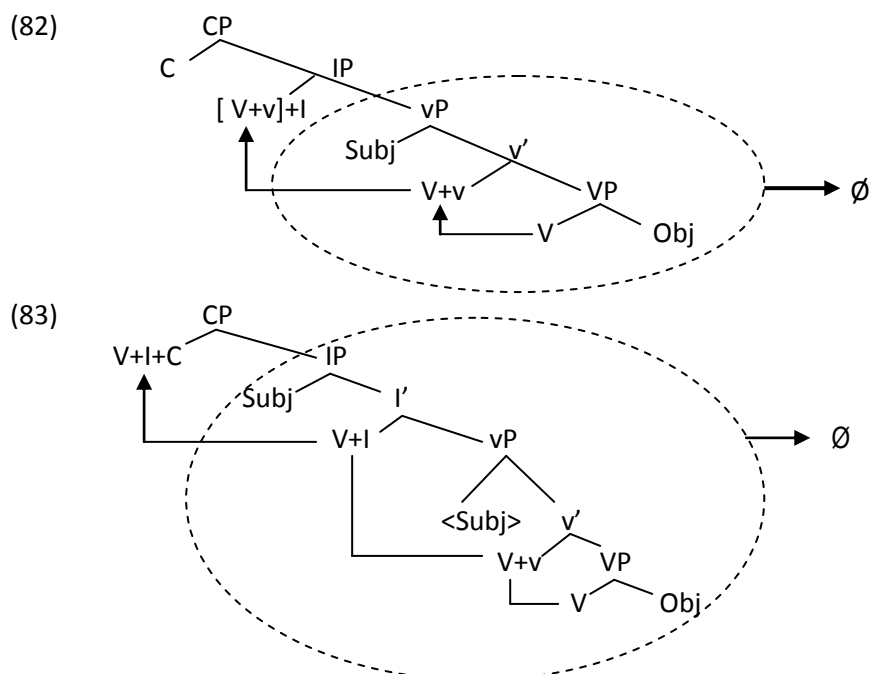 (82)
CP
C IP
[ V+v]+I vP
Subj v’
V+v VP Ø
V Obj
(83)
CP
V+I+C IP
Subj I’
V+I vP Ø
<Subj> v’
V+v VP
V Obj